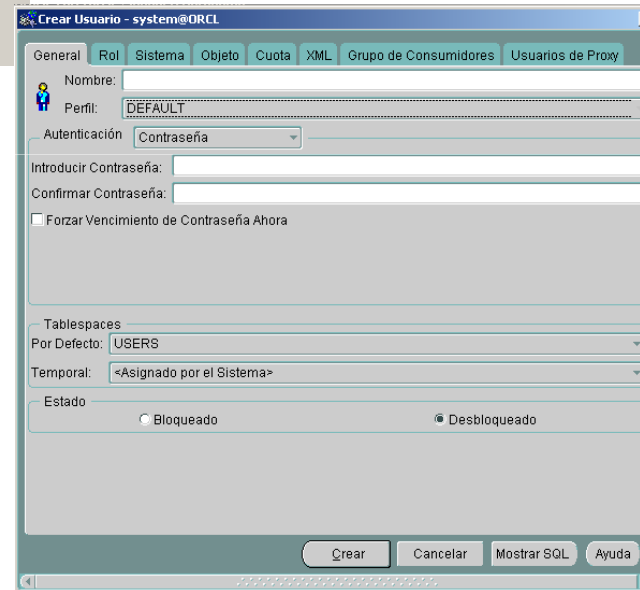 Crear Usuario - system@ORCL
General Rol Sistema Objeto Cuota XML Grupo de Consumidores Usuarios de Proxy
Nombre:
Perfil: DEFAULT
Autenticación Contraseña
Introducir Contraseña:
Confirmar Contraseña:
Forzar Vencimiento de Contraseña Ahora
Tablespaces
Por Defecto: USERS
Temporal: <Asignado por el Sistema>
Estado
Bloqueado Desbloqueado
Crear Cancelar Mostrar SQL Ayuda